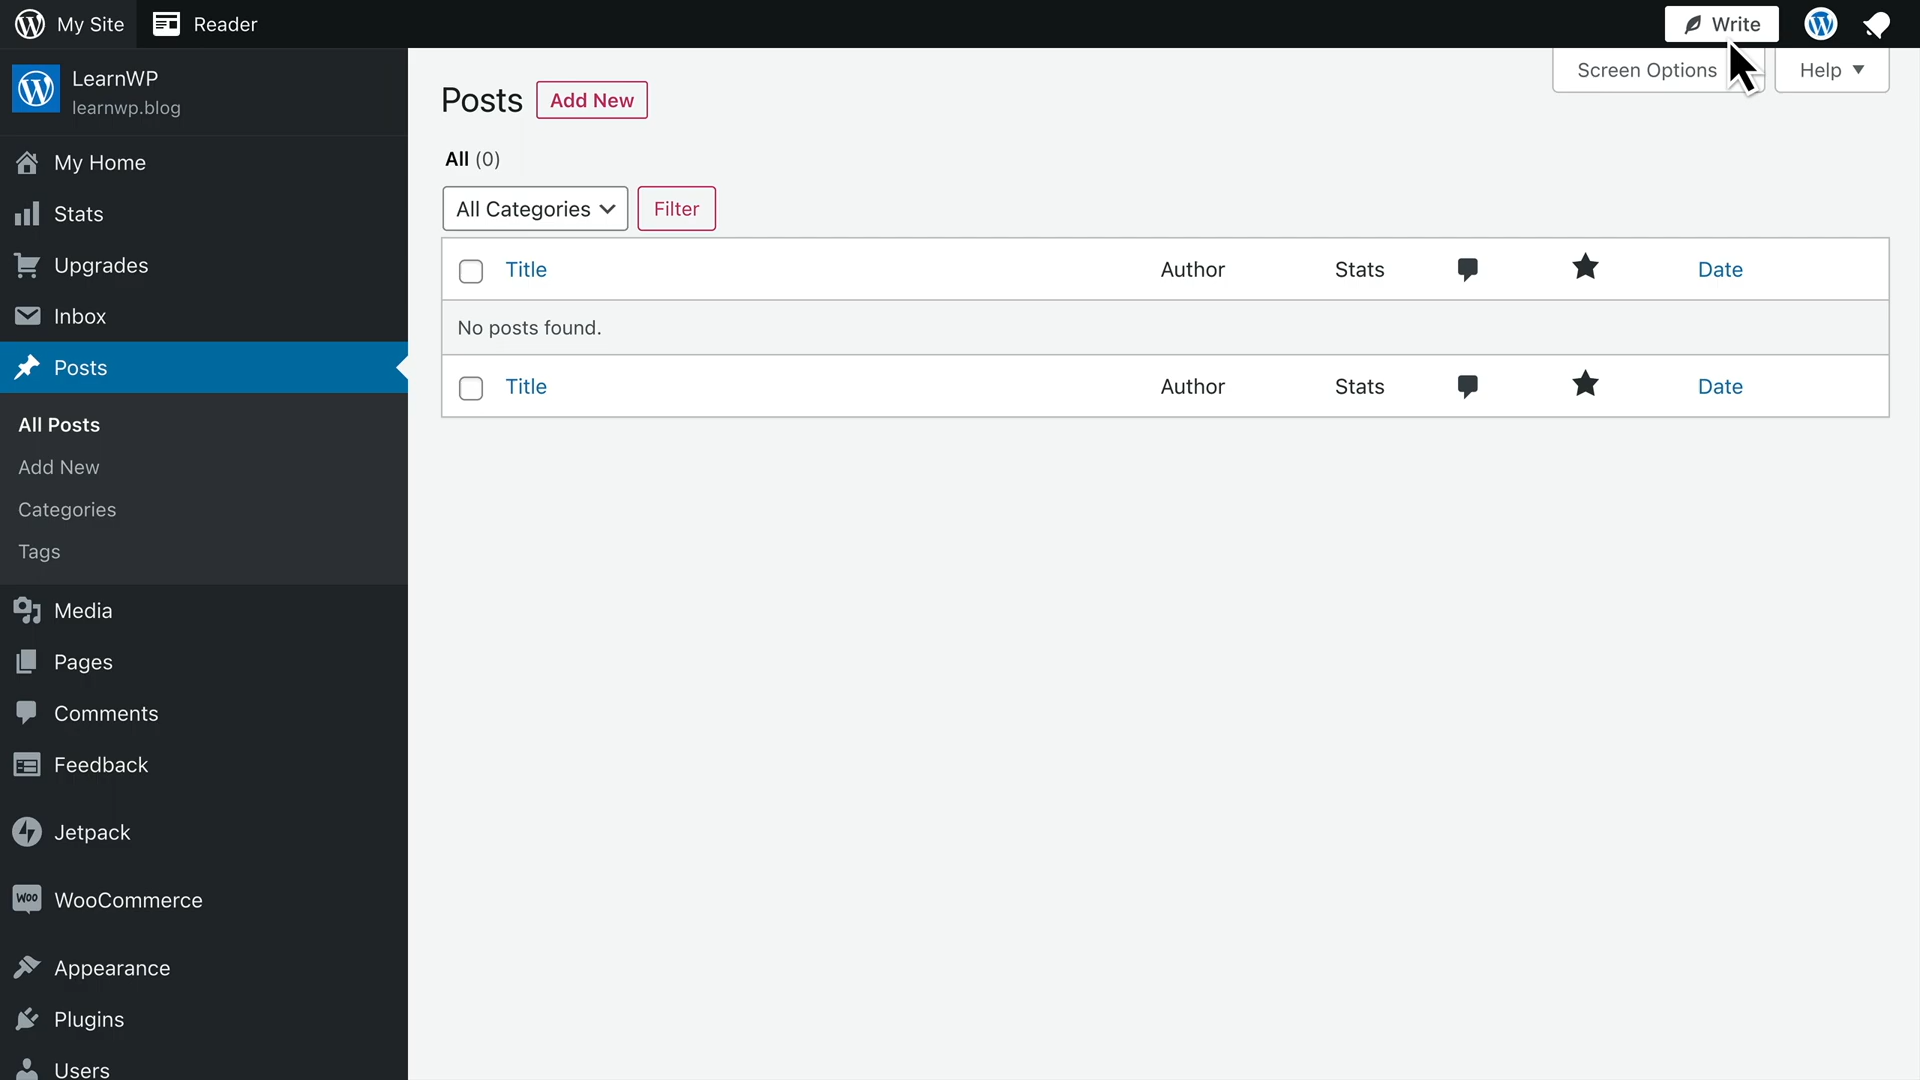 My Site
Reader
Write
LearnWP
learnwp.blog
My Home
Stats
Upgrades
Inbox
Posts
All Posts
Add New
Categories
Tags
Media
Pages
Comments
Feedback
Jetpack
WOO WooCommerce
Appearance
Plugins
Users
Screen Options
Help
Posts Add New
All (0)
All Categories Filter
Title Author Stats Date
No posts found.
Title Author Stats Date